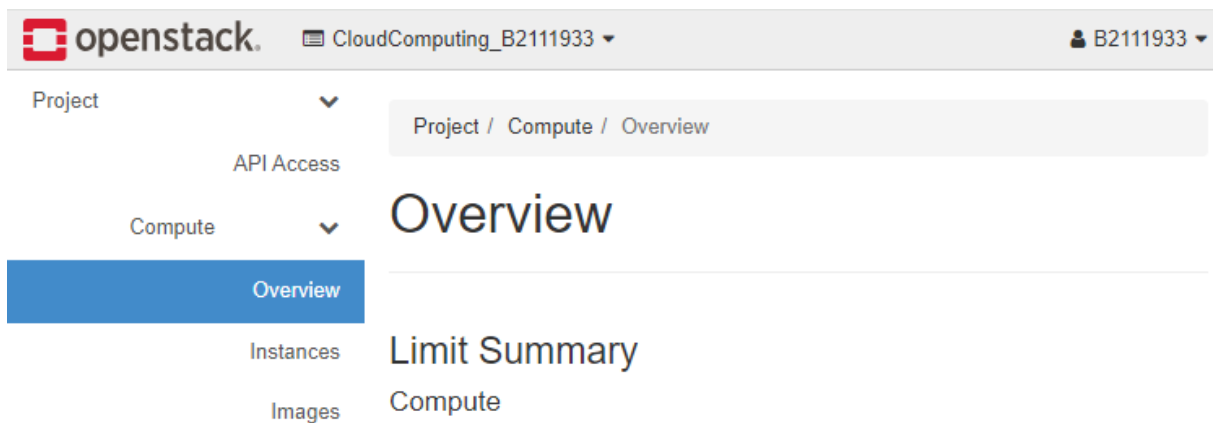 openstack. CloudComputing_B2111933 B2111933
Project
API Access
Compute
Overview
Instances
Images
Project / Compute / Overview
Overview
Limit Summary
Compute